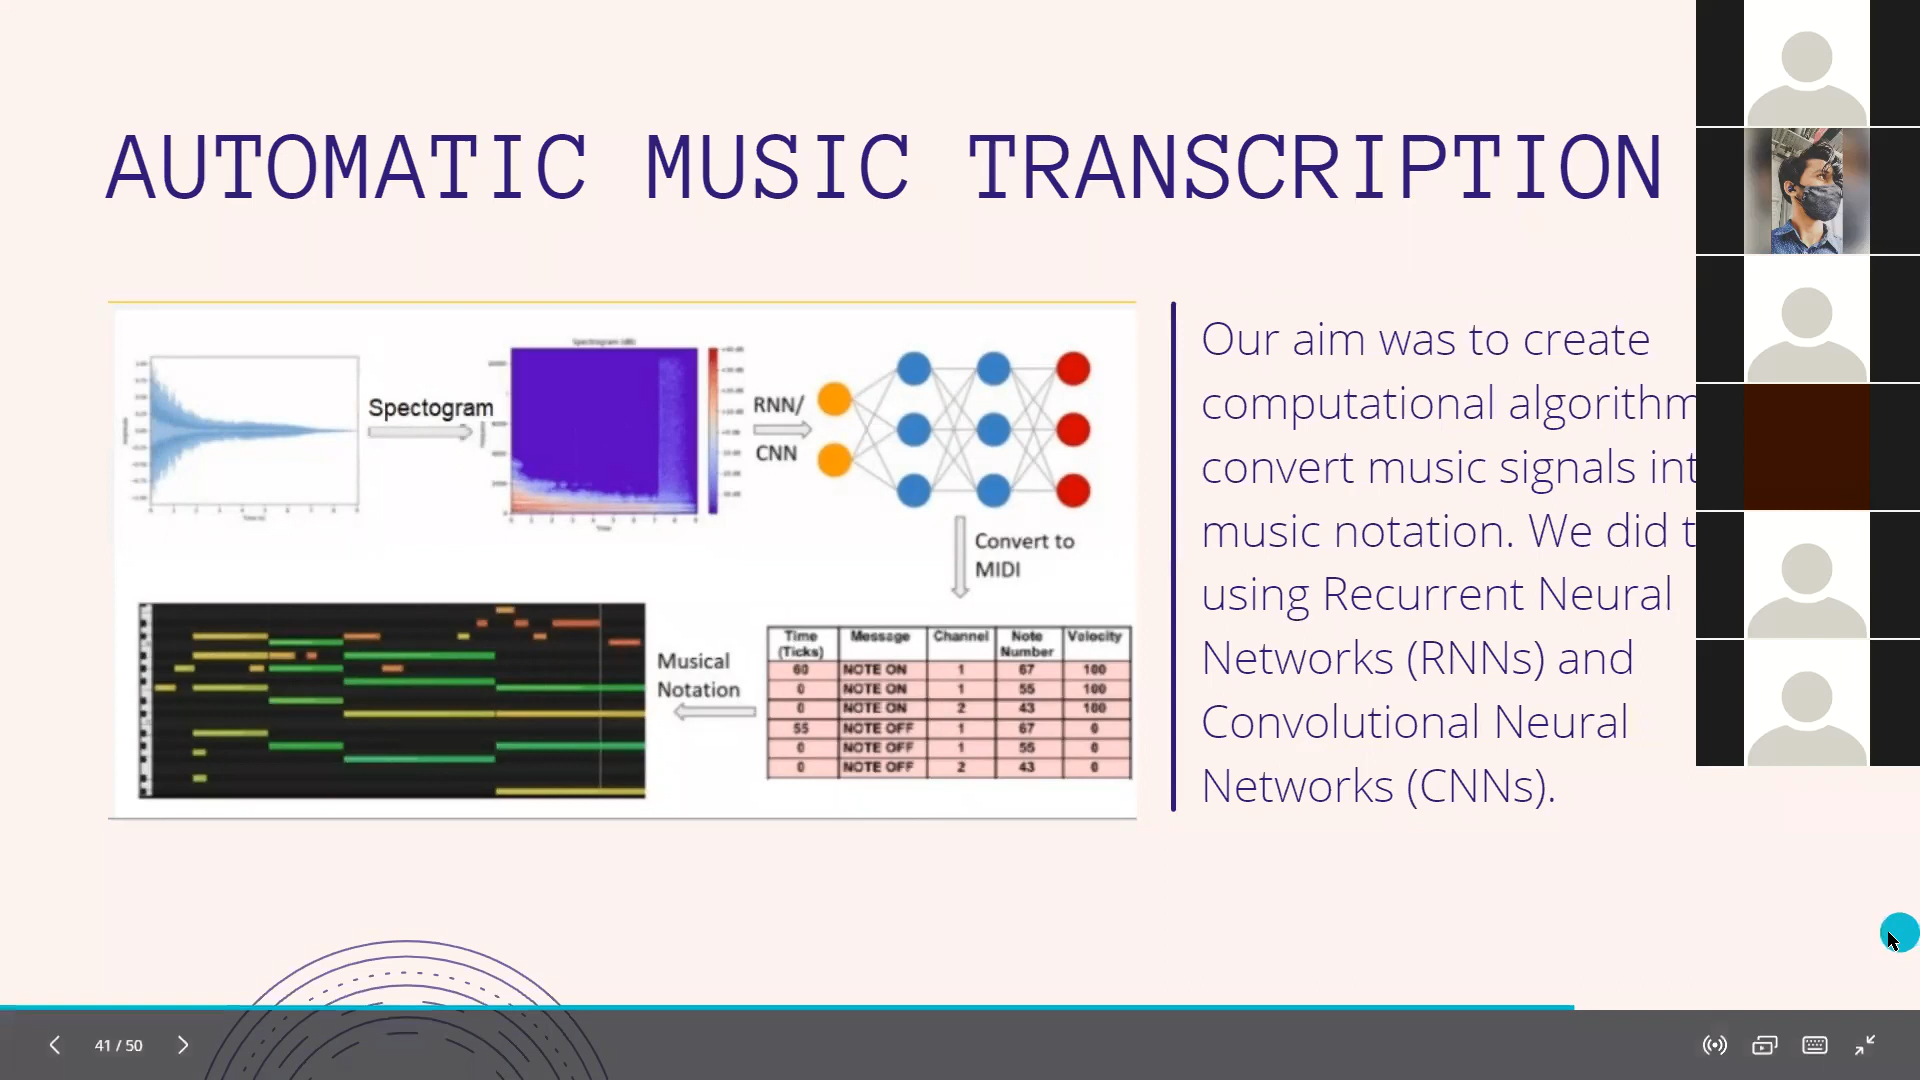 AUTOMATIC MUSIC TRANSCRIPTION
Spectrogram (dB)
Spectogram
RNN/
CNN
Convert to
MIDI
Musical
Notation
Time (Ticks) Message Channel Note Number Velocity
60 NOTE ON 1 67 100
0 NOTE ON 1 55 100
0 NOTE ON 2 43 100
55 NOTE OFF 1 67 0
0 NOTE OFF 1 55 0
0 NOTE OFF 2 43 0
Our aim was to create
computational algorithm
convert music signals int
music notation. We did t
using Recurrent Neural
Networks (RNNs) and
Convolutional Neural
Networks (CNNs).
41 / 50